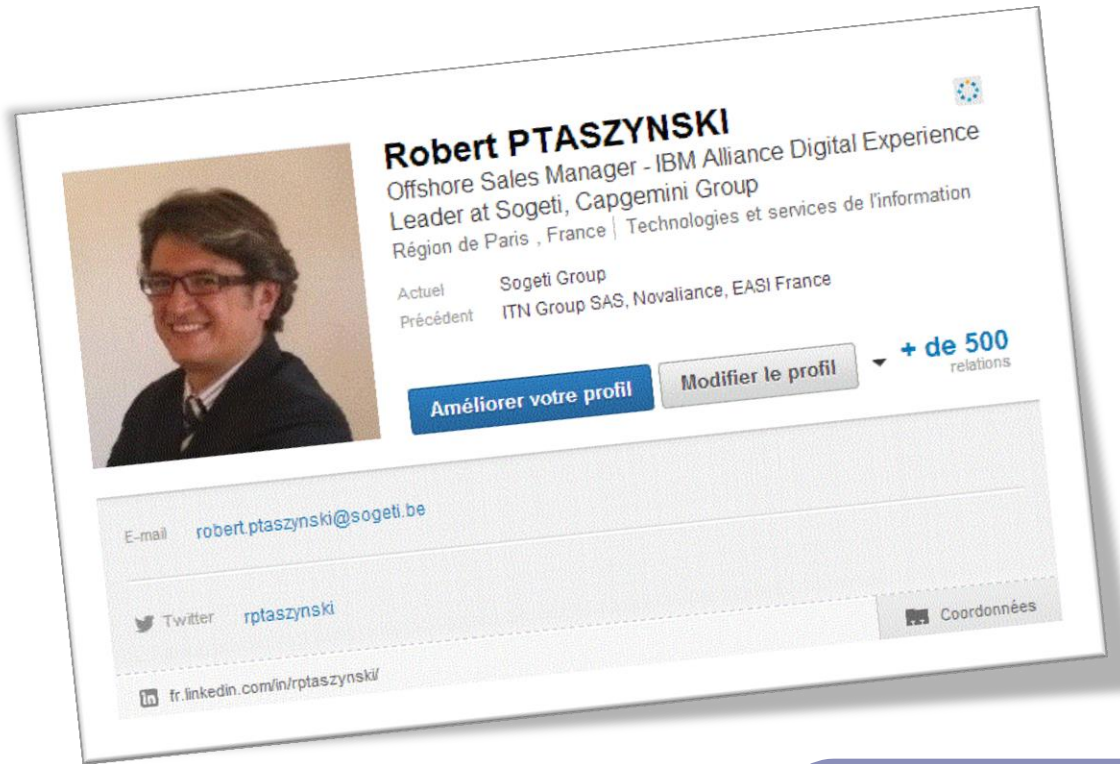 Robert PTASZYNSKI
Offshore Sales Manager - IBM Alliance Digital Experience
Leader at Sogeti, Capgemini Group
Région de Paris , France | Technologies et services de l'information
Actuel Sogeti Group
Précédent ITN Group SAS, Novaliance, EASI France
Améliorer votre profil Modifier le profil + de 500
relations
E-mail robert.ptaszynski@sogeti.be
Twitter rptaszynski
Coordonnées
in fr.linkedin.com/in/rptaszynski/